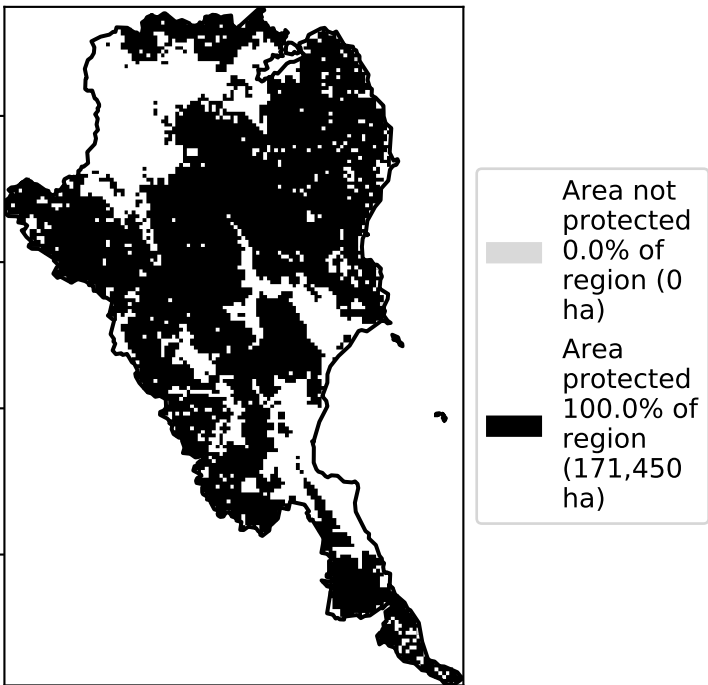 Area not
protected
0.0% of
region (0
ha)
Area
protected
100.0% of
region
(171,450
ha)